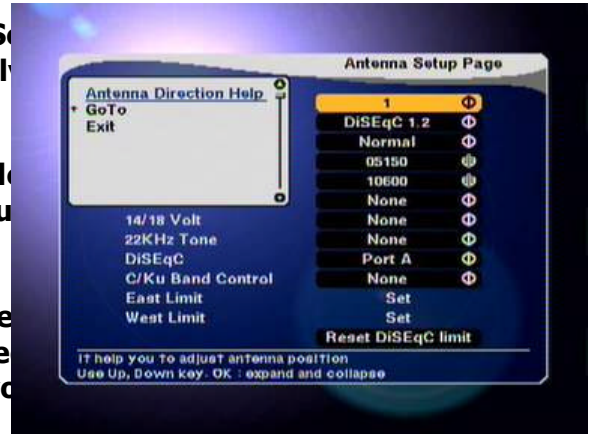 Antenna Setup Page
Antenna Direction Help
GoTo
Exit
1
DiSEqC 1.2
Normal
05150
10600
None
14/18 Volt None
22KHz Tone None
DiSEqC Port A
C/Ku Band Control None
East Limit Set
West Limit Set
Reset DiSEqC limit
It help you to adjust antenna position
Use Up, Down key. OK : expand and collapse